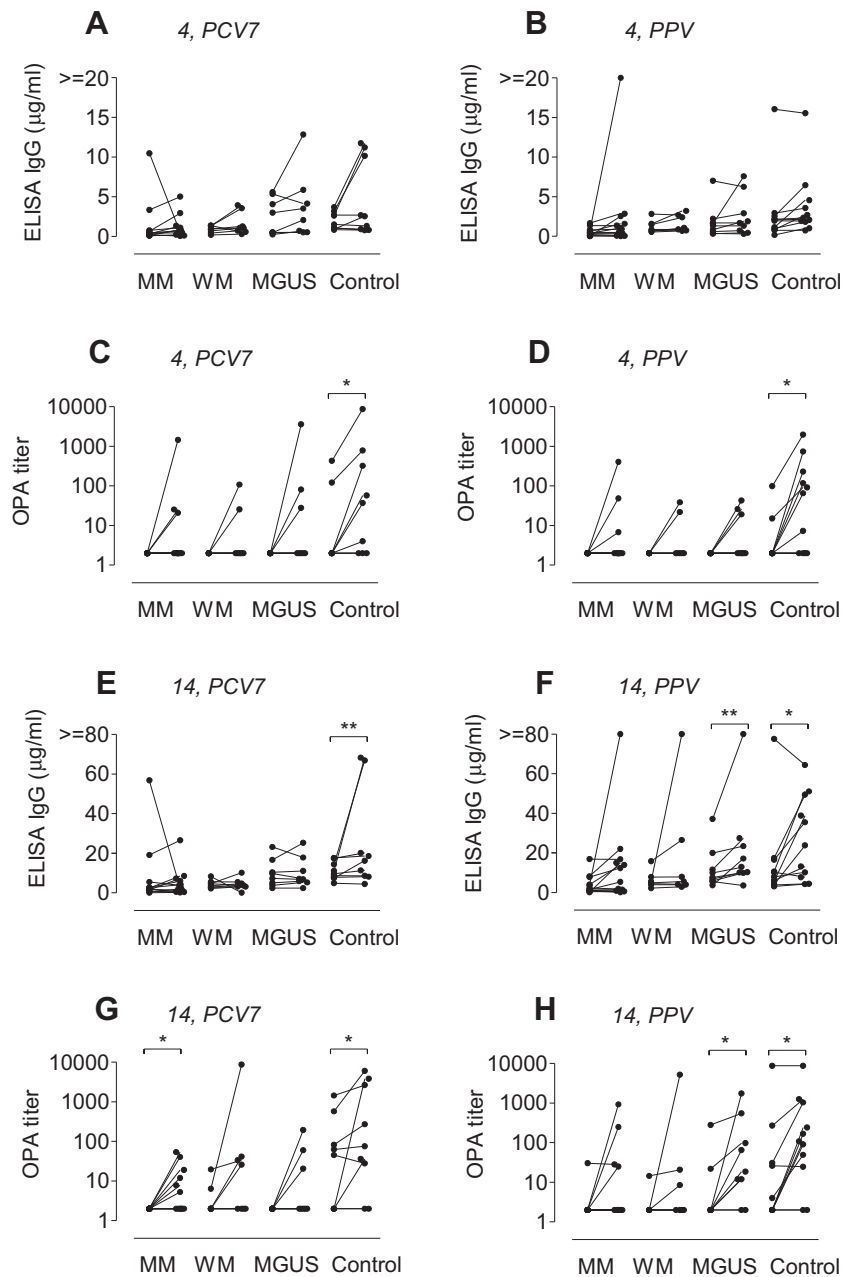 A
4, PCV7
ELISA IgG (μg/ml)
>=20
15
10
5
0
MM WM MGUS Control
B
4, PPV
ELISA IgG (μg/ml)
>=20
15
10
5
0
MM WM MGUS Control
C
4, PCV7
*
OPA titer
10000
1000
100
10
1
MM WM MGUS Control
D
4, PPV
*
OPA titer
10000
1000
100
10
1
MM WM MGUS Control
E
14, PCV7
**
ELISA IgG (μg/ml)
>=80
60
40
20
0
MM WM MGUS Control
F
14, PPV
** *
ELISA IgG (μg/ml)
>=80
60
40
20
0
MM WM MGUS Control
G
14, PCV7
* *
OPA titer
10000
1000
100
10
1
MM WM MGUS Control
H
14, PPV
* *
OPA titer
10000
1000
100
10
1
MM WM MGUS Control